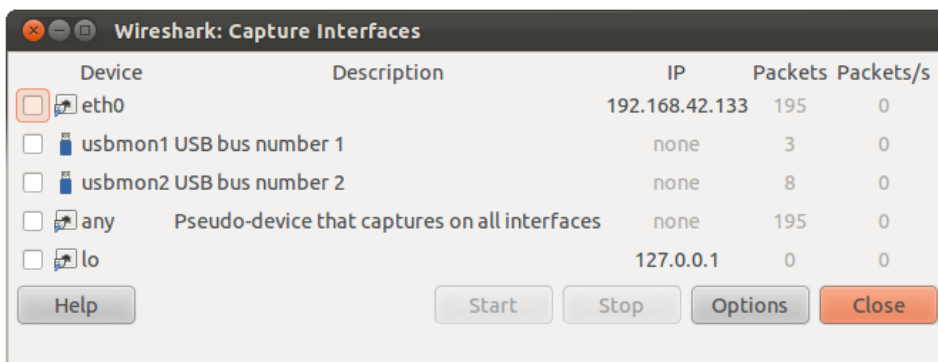 Wireshark: Capture Interfaces
Device Description IP Packets Packets/s
eth0 192.168.42.133 195 0
usbmon1 USB bus number 1 none 3 0
usbmon2 USB bus number 2 none 8 0
any Pseudo-device that captures on all interfaces none 195 0
lo 127.0.0.1 0 0
Help Start Stop Options Close